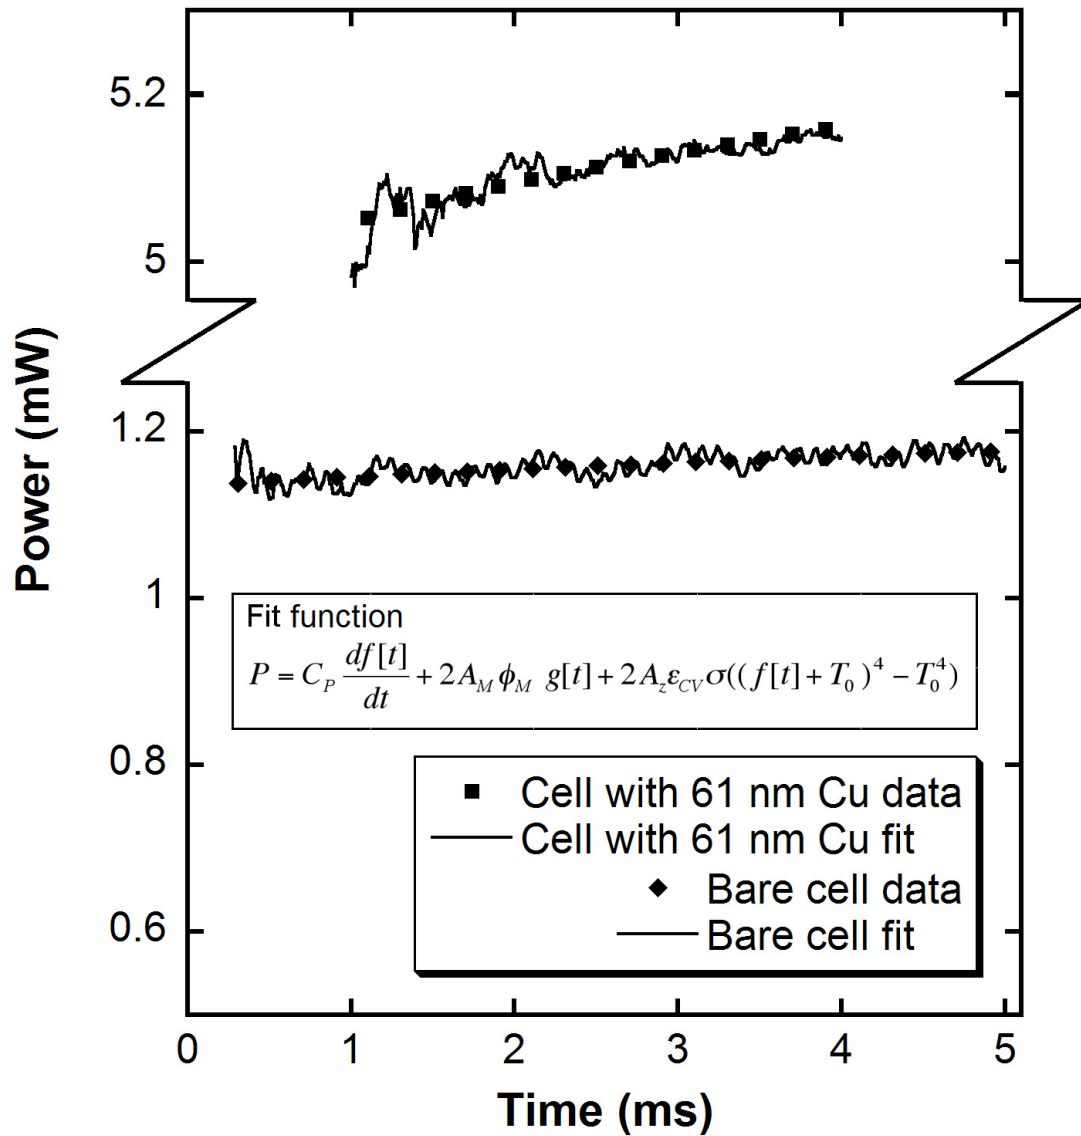 5.2
5
Power (mW)
1.2
1
0.8
0.6
Fit function
P = C_P df[t]/dt + 2A_M ϕ_M g[t] + 2A_z ε_CV σ((f[t] + T_0)^4 − T_0^4)
Cell with 61 nm Cu data
Cell with 61 nm Cu fit
Bare cell data
Bare cell fit
0 1 2 3 4 5
Time (ms)